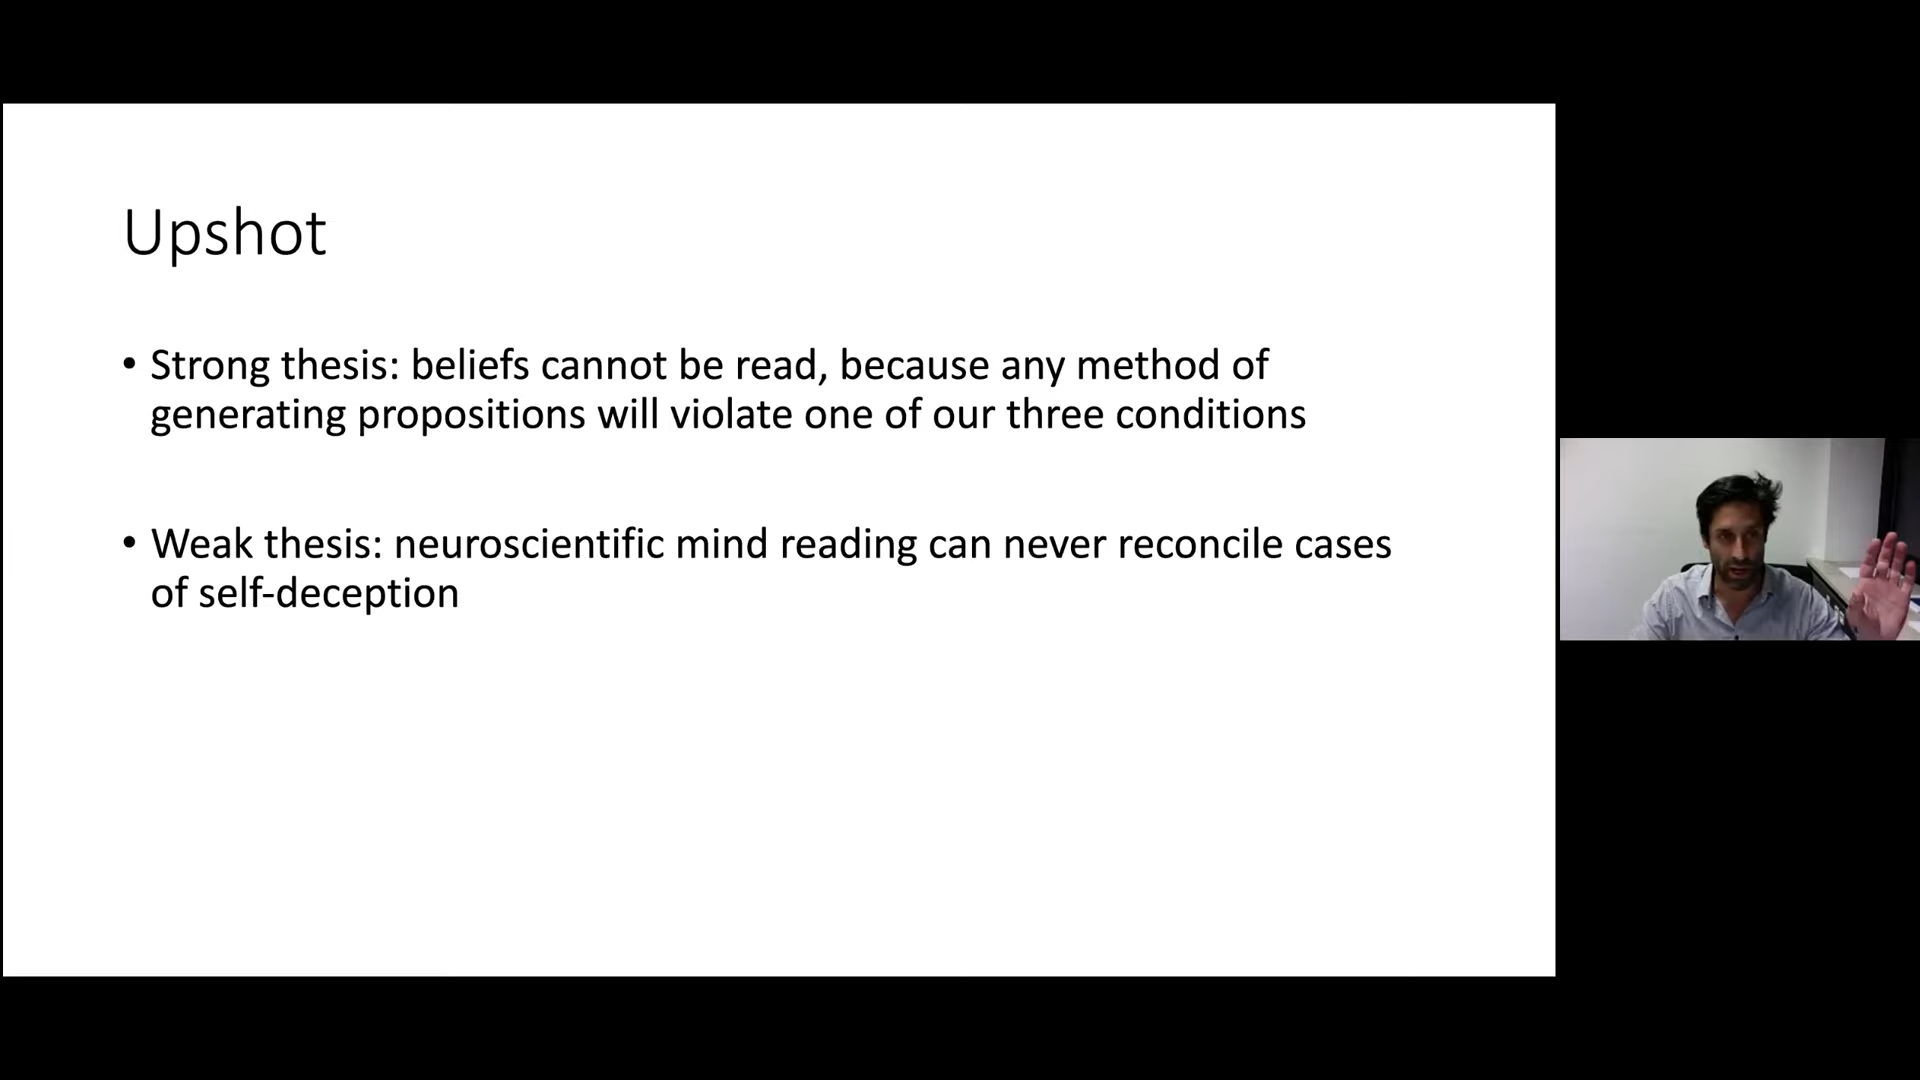 Upshot
• Strong thesis: beliefs cannot be read, because any method of
generating propositions will violate one of our three conditions
• Weak thesis: neuroscientific mind reading can never reconcile cases
of self-deception